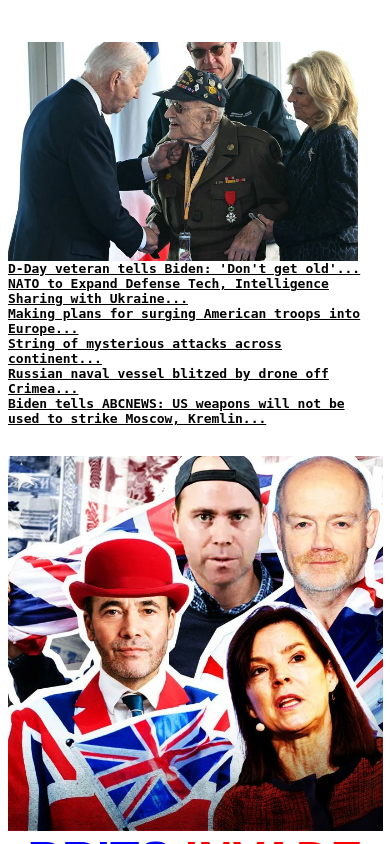 D-Day veteran tells Biden: 'Don't get old'...
NATO to Expand Defense Tech, Intelligence
Sharing with Ukraine...
Making plans for surging American troops into
Europe...
String of mysterious attacks across
continent...
Russian naval vessel blitzed by drone off
Crimea...
Biden tells ABCNEWS: US weapons will not be
used to strike Moscow, Kremlin...
BRITS INVADE